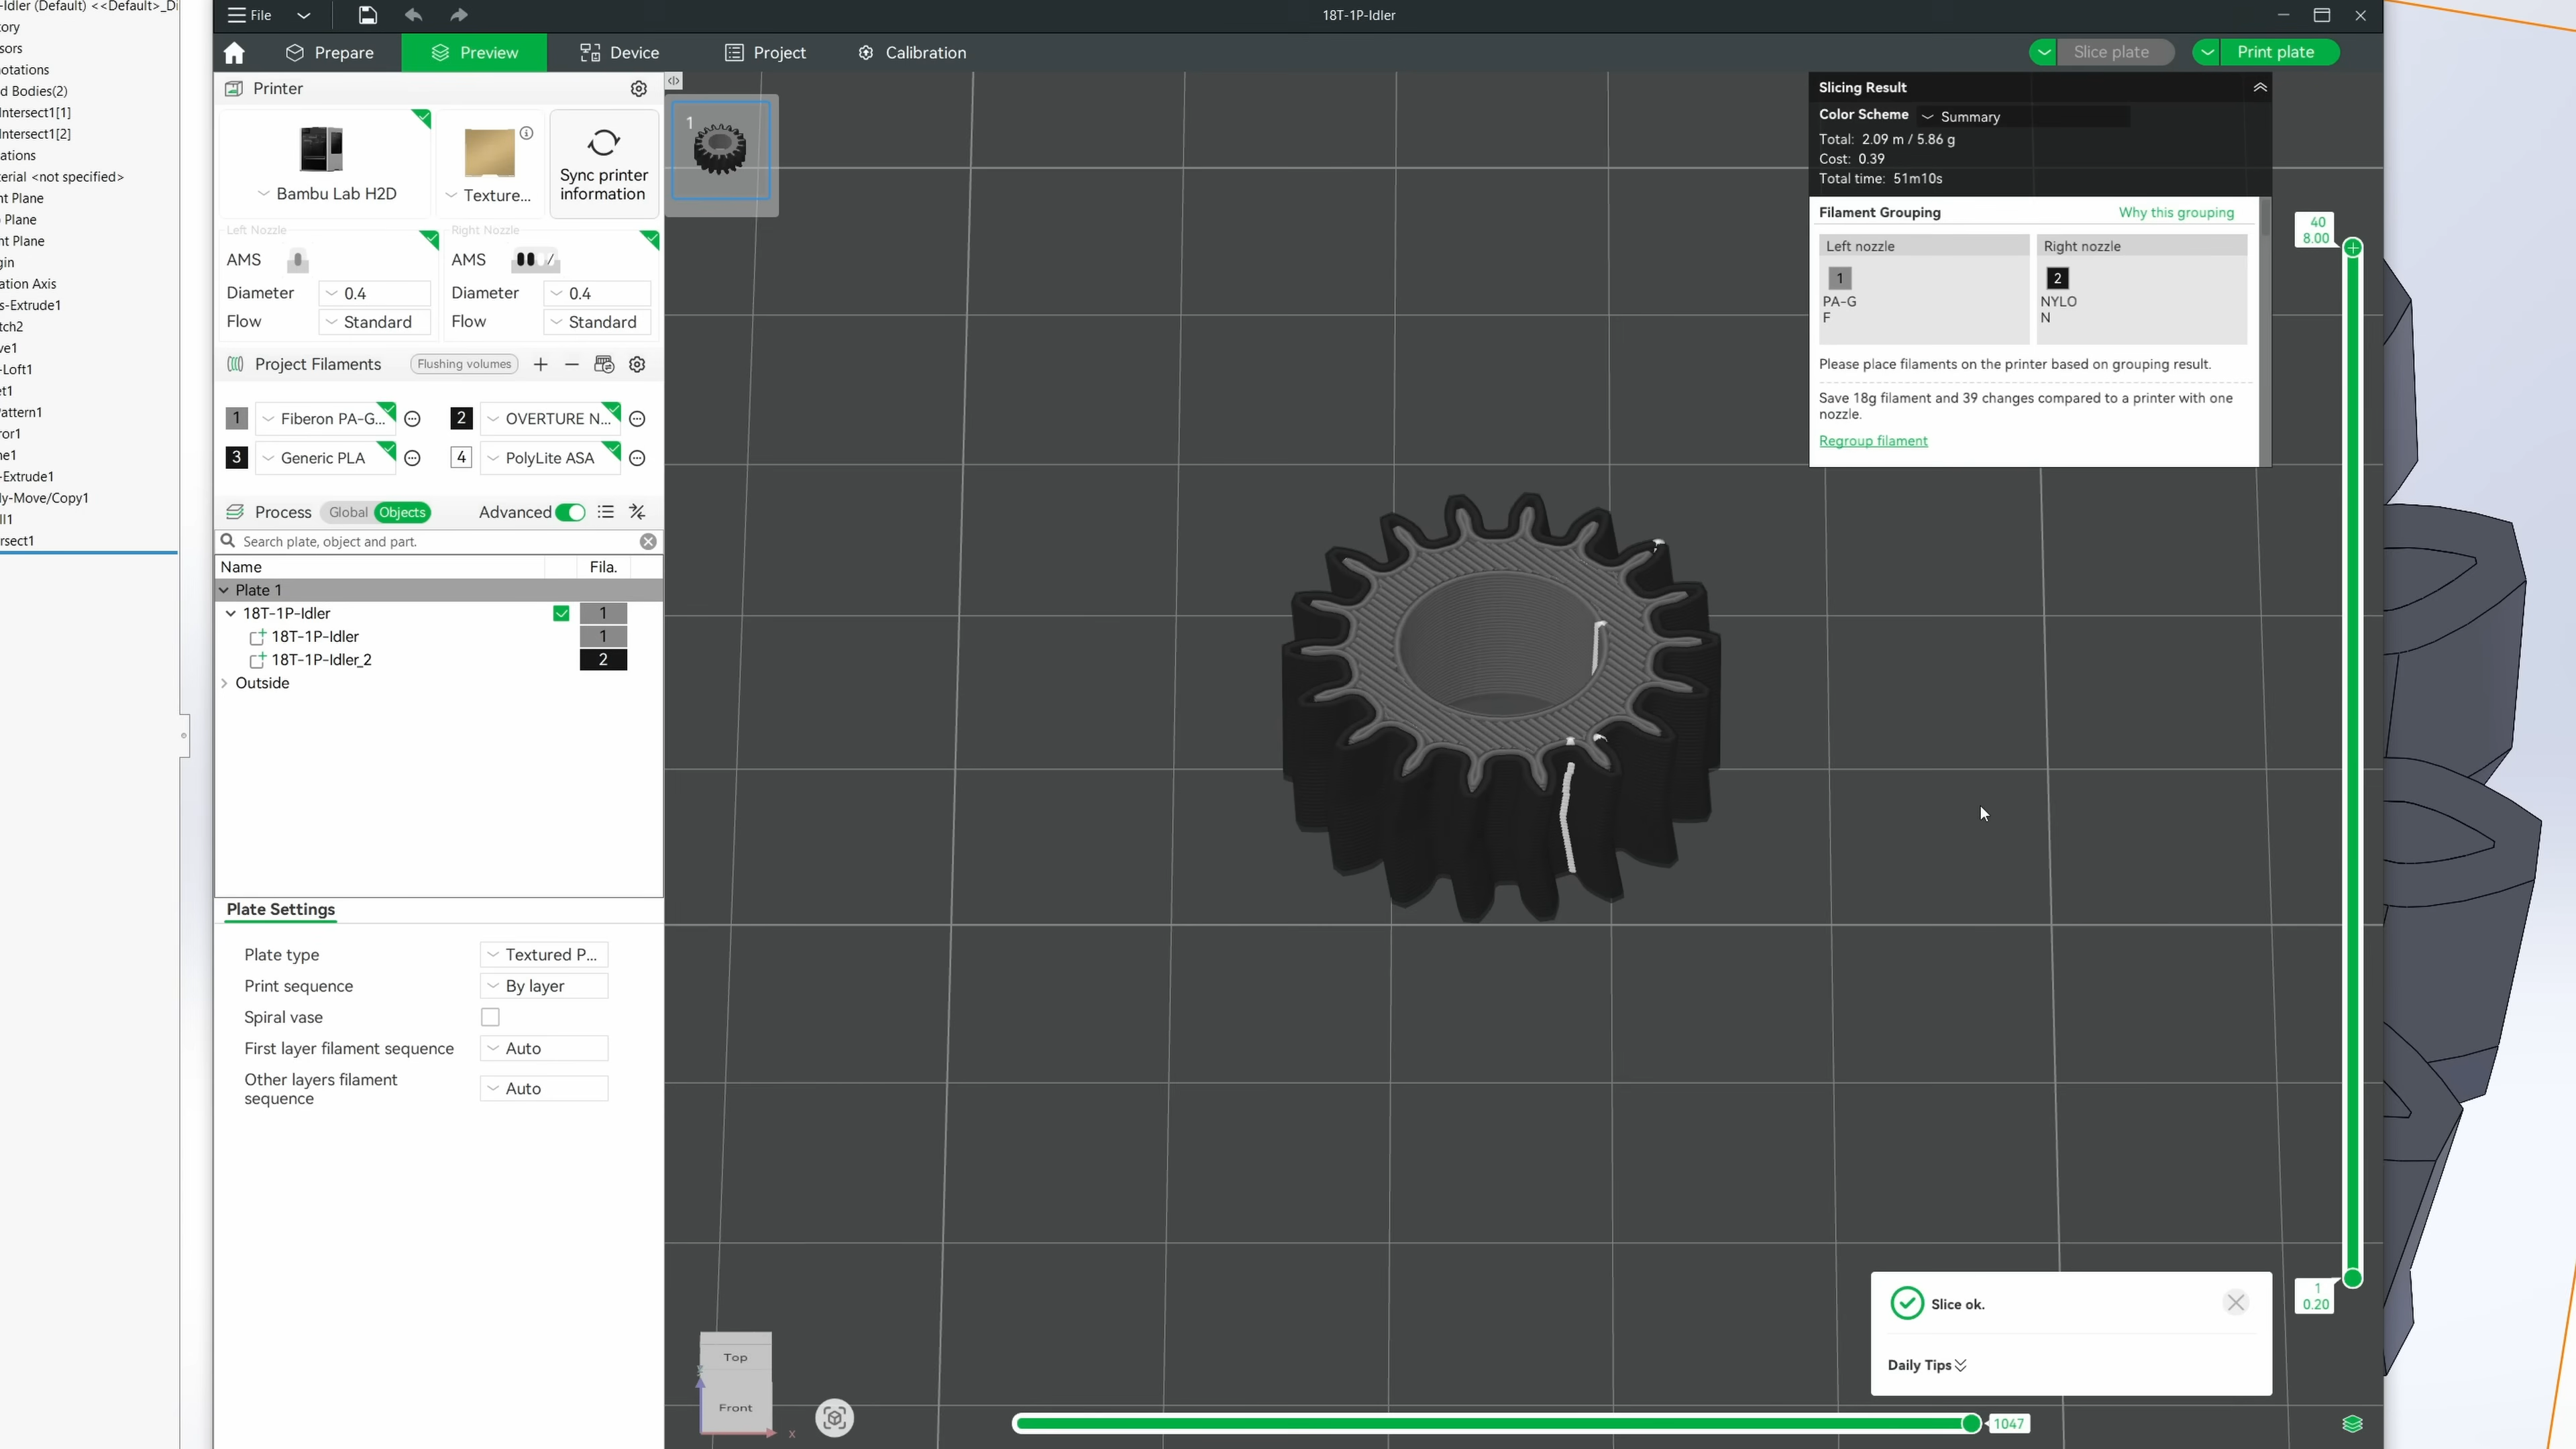 -Idler (Default) <<Default>_Di
ory
sors
otations
d Bodies(2)
Intersect1[1]
Intersect1[2]
ations
terial <not specified>
nt Plane
Plane
nt Plane
gin
ation Axis
s-Extrude1
tch2
ve1
-Loft1
et1
attern1
ror1
ne1
-Extrude1
ly-Move/Copy1
ll1
rsect1
File
18T-1P-Idler
Prepare
Preview
Device
Project
Calibration
Slice plate
Print plate
Printer
Bambu Lab H2D
Texture...
Sync printer
information
Left Nozzle
Right Nozzle
AMS
AMS
Diameter
0.4
Diameter
0.4
Flow
Standard
Flow
Standard
Project Filaments
Flushing volumes
1
Fiberon PA-G...
2
OVERTURE N...
3
Generic PLA
4
PolyLite ASA
Process
Global
Objects
Advanced
Search plate, object and part.
Name
Fila.
Plate 1
18T-1P-Idler
1
18T-1P-Idler
1
18T-1P-Idler_2
2
Outside
Plate Settings
Plate type
Textured P...
Print sequence
By layer
Spiral vase
First layer filament sequence
Auto
Other layers filament
sequence
Auto
1
Slicing Result
Color Scheme
Summary
Total: 2.09 m / 5.86 g
Cost: 0.39
Total time: 51m10s
Filament Grouping
Why this grouping
Left nozzle
Right nozzle
1
PA-G
F
2
NYLO
N
Please place filaments on the printer based on grouping result.
Save 18g filament and 39 changes compared to a printer with one
nozzle.
Regroup filament
40
8.00
1
0.20
Slice ok.
Daily Tips
Top
Front
x
1047